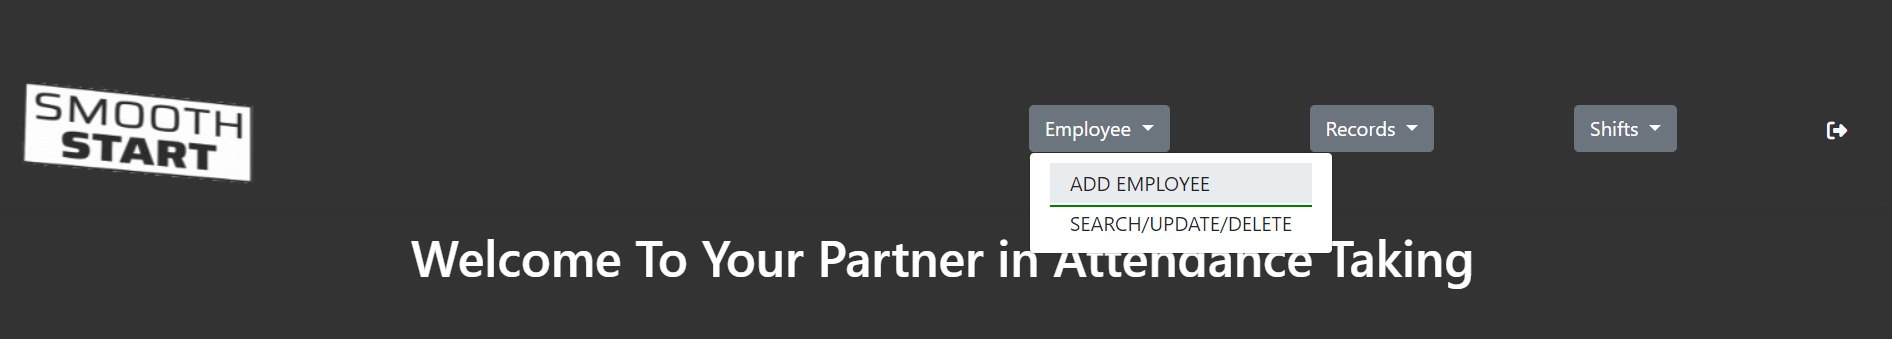 SMOOTH
START
Employee
Records
Shifts
ADD EMPLOYEE
SEARCH/UPDATE/DELETE
Welcome To Your Partner in Attendance Taking